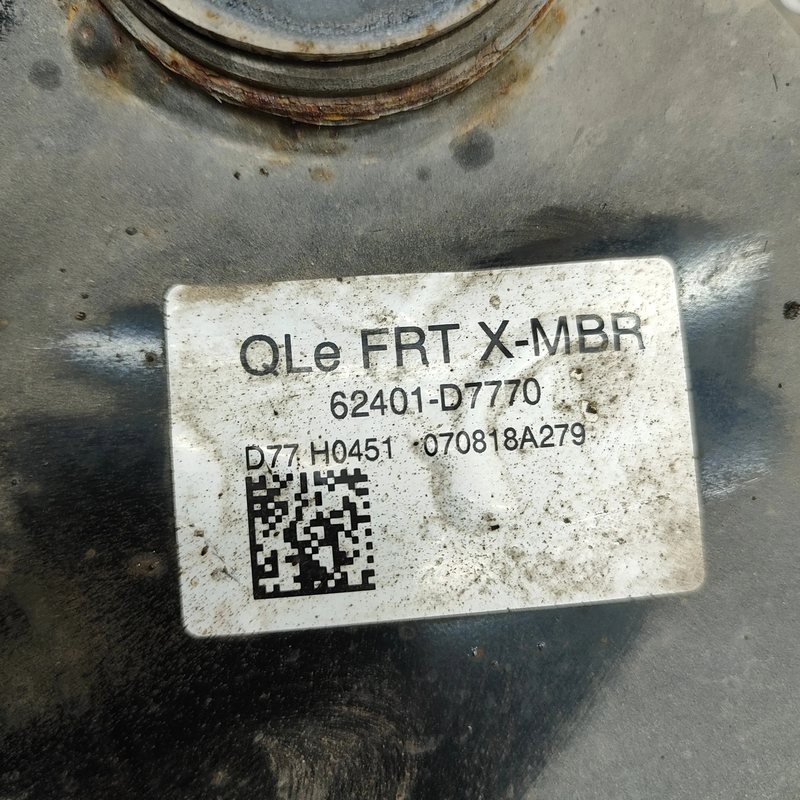 QLe FRT X-MBR
62401-D7770
D77 H0451 070818A279